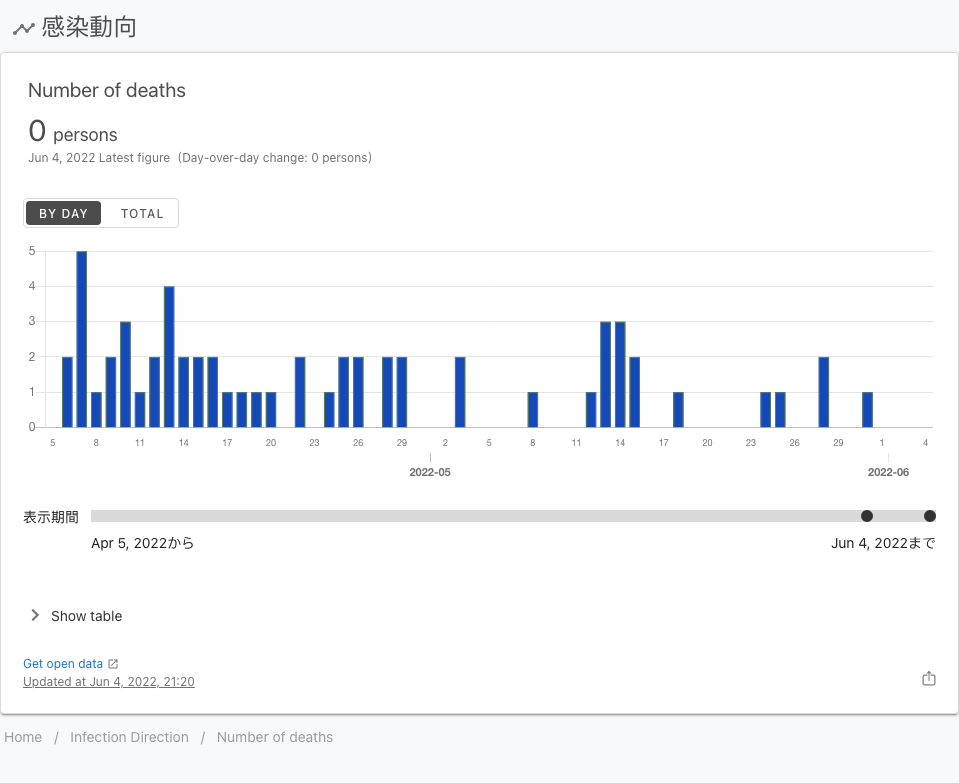 感染動向
Number of deaths
0 persons
Jun 4, 2022 Latest figure (Day-over-day change: 0 persons)
BY DAY TOTAL
5
4
3
2
1
0
5 8 11 14 17 20 23 26 29 2 5 8 11 14 17 20 23 26 29 1 4
2022-05 2022-06
表示期間
Apr 5, 2022から Jun 4, 2022まで
Show table
Get open data
Updated at Jun 4, 2022, 21:20
Home / Infection Direction / Number of deaths